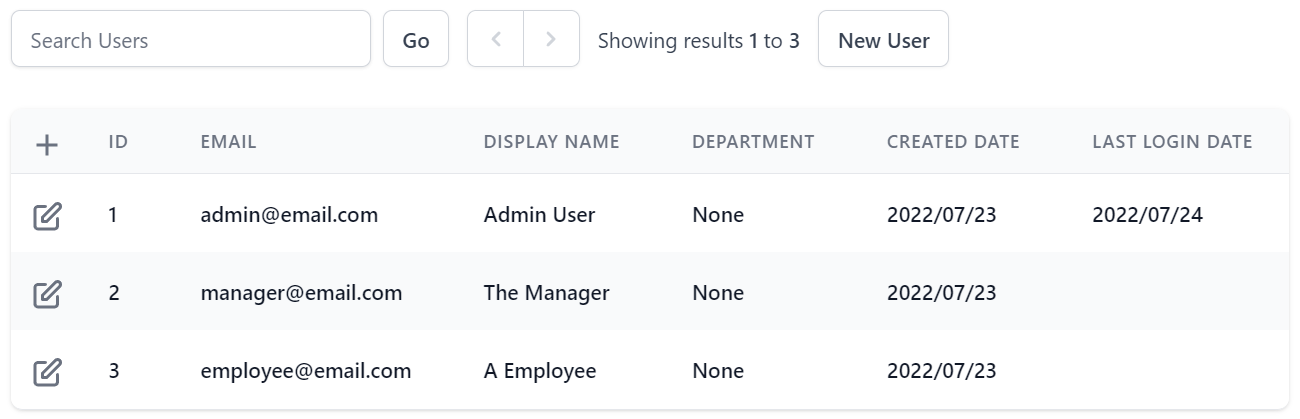 Search Users Go Showing results 1 to 3 New User
ID EMAIL DISPLAY NAME DEPARTMENT CREATED DATE LAST LOGIN DATE
1 admin@email.com Admin User None 2022/07/23 2022/07/24
2 manager@email.com The Manager None 2022/07/23
3 employee@email.com A Employee None 2022/07/23